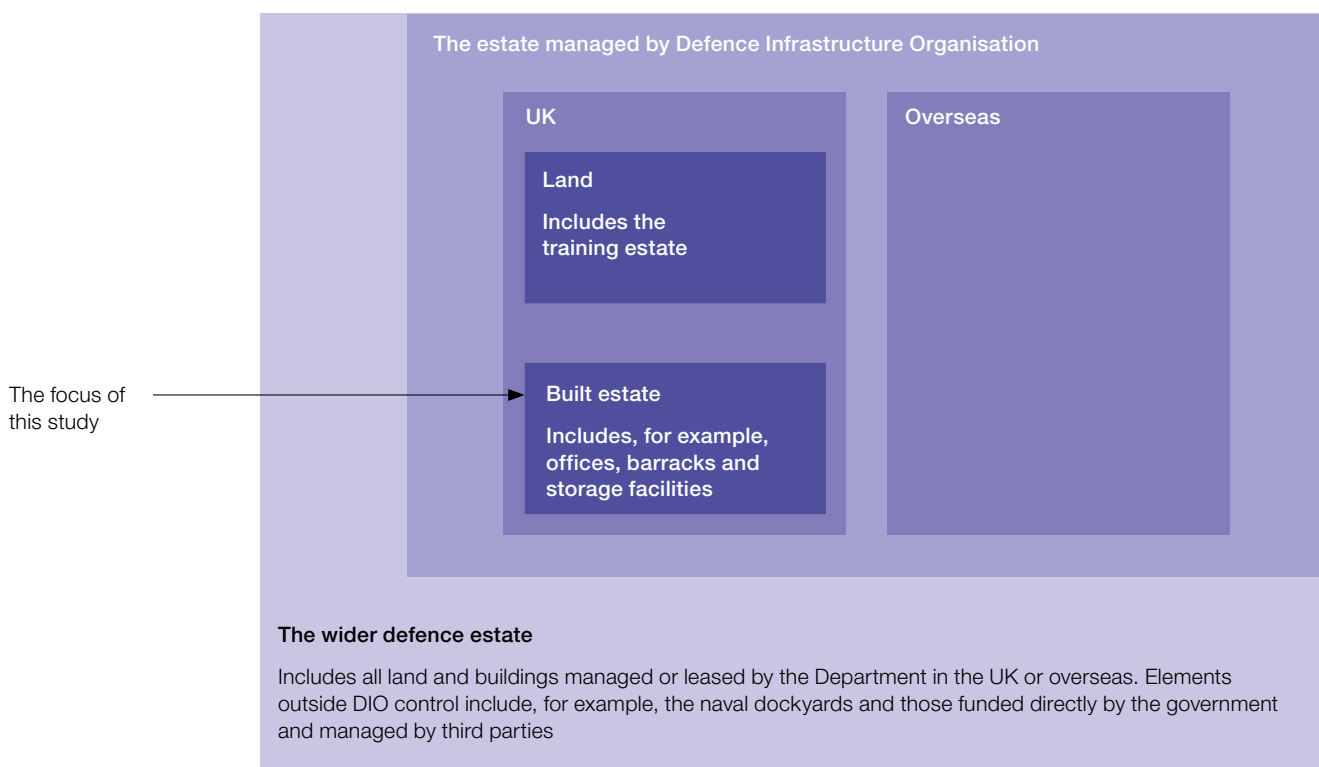 The estate managed by Defence Infrastructure Organisation
UK
Overseas
Land
Includes the
training estate
The focus of
this study
Built estate
Includes, for example,
offices, barracks and
storage facilities
The wider defence estate
Includes all land and buildings managed or leased by the Department in the UK or overseas. Elements
outside DIO control include, for example, the naval dockyards and those funded directly by the government
and managed by third parties